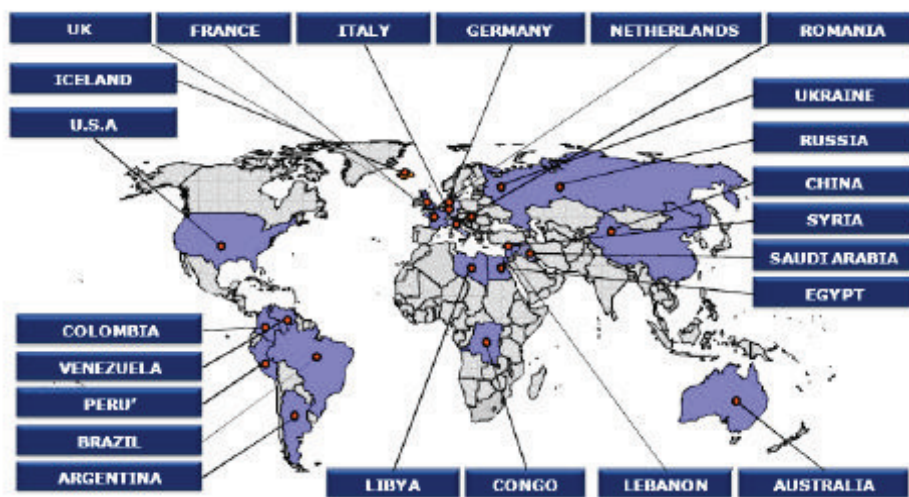 UK
FRANCE
ITALY
GERMANY
NETHERLANDS
ROMANIA
ICELAND
U.S.A
UKRAINE
RUSSIA
CHINA
SYRIA
SAUDI ARABIA
EGYPT
COLOMBIA
VENEZUELA
PERU'
BRAZIL
ARGENTINA
LIBYA
CONGO
LEBANON
AUSTRALIA